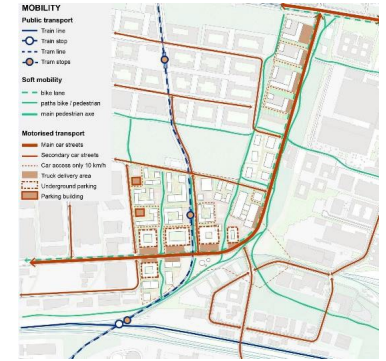 MOBILITY
Public transport
Train line
Train stop
Tram line
Tram stops
Soft mobility
bike lane
paths bike / pedestrian
main pedestrian axe
Motorised transport
Main car streets
Secondary car streets
Car access only 10 km/h
Truck delivery area
Underground parking
Parking building